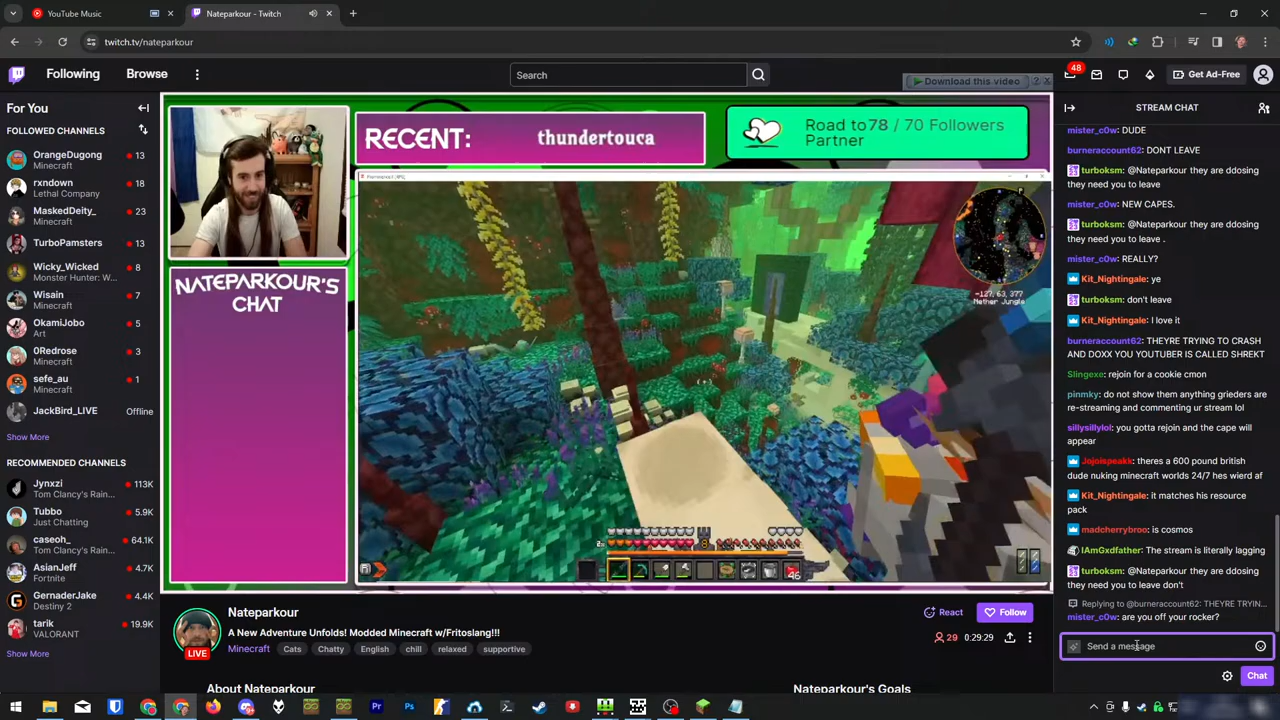 YouTube Music
Nateparkour - Twitch
twitch.tv/nateparkour
Following
Browse
Search
48
Get Ad-Free
For You
FOLLOWED CHANNELS
OrangeDugong
13
Minecraft
rxndown
18
Lethal Company
MaskedDeity_
23
Minecraft
TurboPamsters
13
Wicky_Wicked
8
Monster Hunter: W...
Wisain
7
Minecraft
OkamiJobo
5
Art
0Redrose
3
Minecraft
sefe_au
1
Minecraft
JackBird_LIVE
Offline
Show More
RECOMMENDED CHANNELS
Jynxzi
113K
Tom Clancy's Rain...
Tubbo
5.9K
Just Chatting
caseoh_
64.1K
Tom Clancy's Rain...
AsianJeff
4.4K
Fortnite
GernaderJake
4.4K
Destiny 2
tarik
19.9K
VALORANT
Show More
Download this video
RECENT:
thundertouca
Road to 78 / 70 Followers
Partner
NATEPARKOUR'S
CHAT
-127, 63, 377
Nether Jungle
46
LIVE
Nateparkour
A New Adventure Unfolds! Modded Minecraft w/Fritoslang!!!
Minecraft
Cats
Chatty
English
chill
relaxed
supportive
React
Follow
29
0:29:29
About Nateparkour
Nateparkour's Goals
STREAM CHAT
mister_c0w: DUDE
burneraccount62: DONT LEAVE
turboksm: @Nateparkour they are ddosing
they need you to leave
mister_c0w: NEW CAPES.
turboksm: @Nateparkour they are ddosing
they need you to leave .
mister_c0w: REALLY?
Kit_Nightingale: ye
turboksm: don't leave
Kit_Nightingale: I love it
burneraccount62: THEYRE TRYING TO CRASH
AND DOXX YOU YOUTUBER IS CALLED SHREKT
Slingexe: rejoin for a cookie cmon
pinmky: do not show them anything grieders
are re-streaming and commenting ur stream lol
sillysillylol: you gotta rejoin and the cape will
appear
Jojoispeakk: theres a 600 pound british
dude nuking minecraft worlds 24/7 hes wierd af
Kit_Nightingale: it matches his resource
pack
madcherrybroo: is cosmos
IAmGxdfather: The stream is literally lagging
turboksm: @Nateparkour they are ddosing
they need you to leave don't
Replying to @burneraccount62: THEYRE TRYIN...
mister_c0w: are you off your rocker?
Send a message
Chat